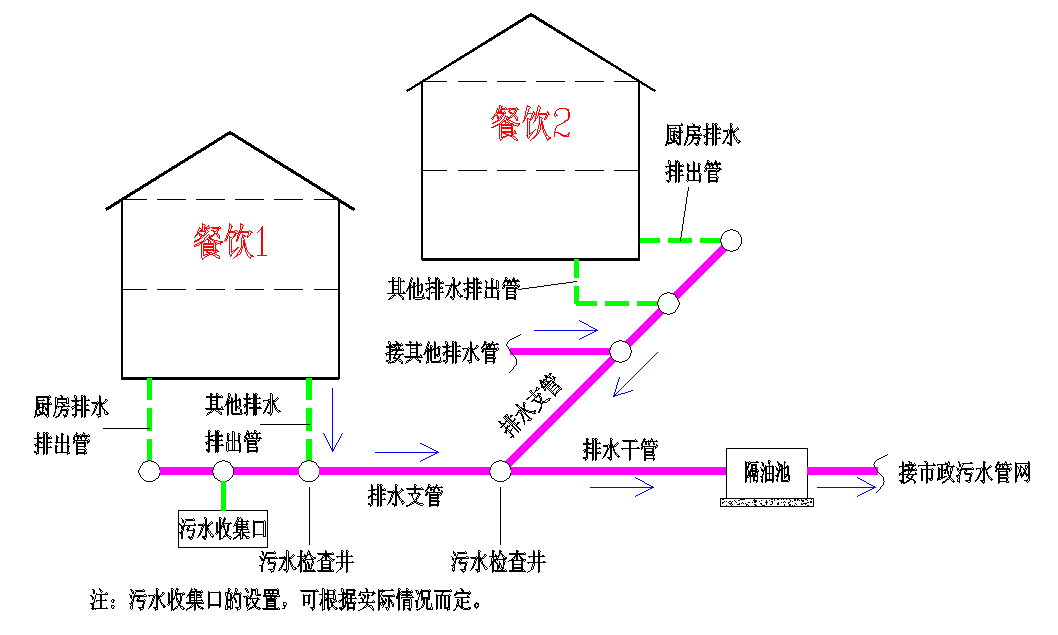 餐饮2
厨房排水
排出管
餐饮1
其他排水排出管
接其他排水管
排水支管
厨房排水
排出管
其他排水
排出管
排水干管
隔油池
接市政污水管网
排水支管
污水收集口
污水检查井
污水检查井
注：污水收集口的设置，可根据实际情况而定。